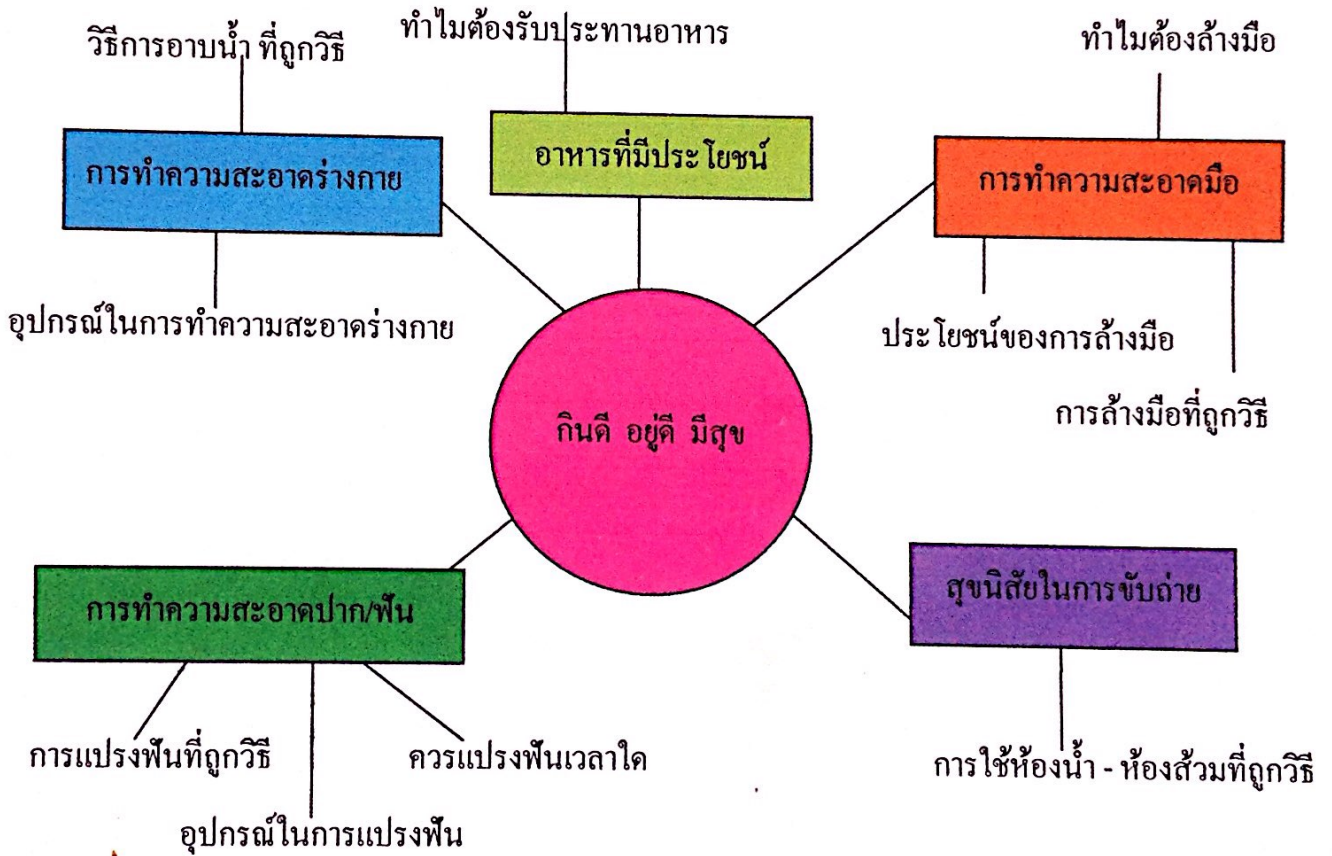 ทำไมต้องรับประทานอาหาร
วิธีการอาบน้ำ ที่ถูกวิธี
ทำไมต้องล้างมือ
อาหารที่มีประโยชน์
การทำความสะอาดร่างกาย
การทำความสะอาดมือ
อุปกรณ์ในการทำความสะอาดร่างกาย
ประโยชน์ของการล้างมือ
การล้างมือที่ถูกวิธี
กินดี อยู่ดี มีสุข
สุขนิสัยในการขับถ่าย
การทำความสะอาดปาก/ฟัน
การแปรงฟันที่ถูกวิธี
ควรแปรงฟันเวลาใด
การใช้ห้องน้ำ - ห้องส้วมที่ถูกวิธี
อุปกรณ์ในการแปรงฟัน